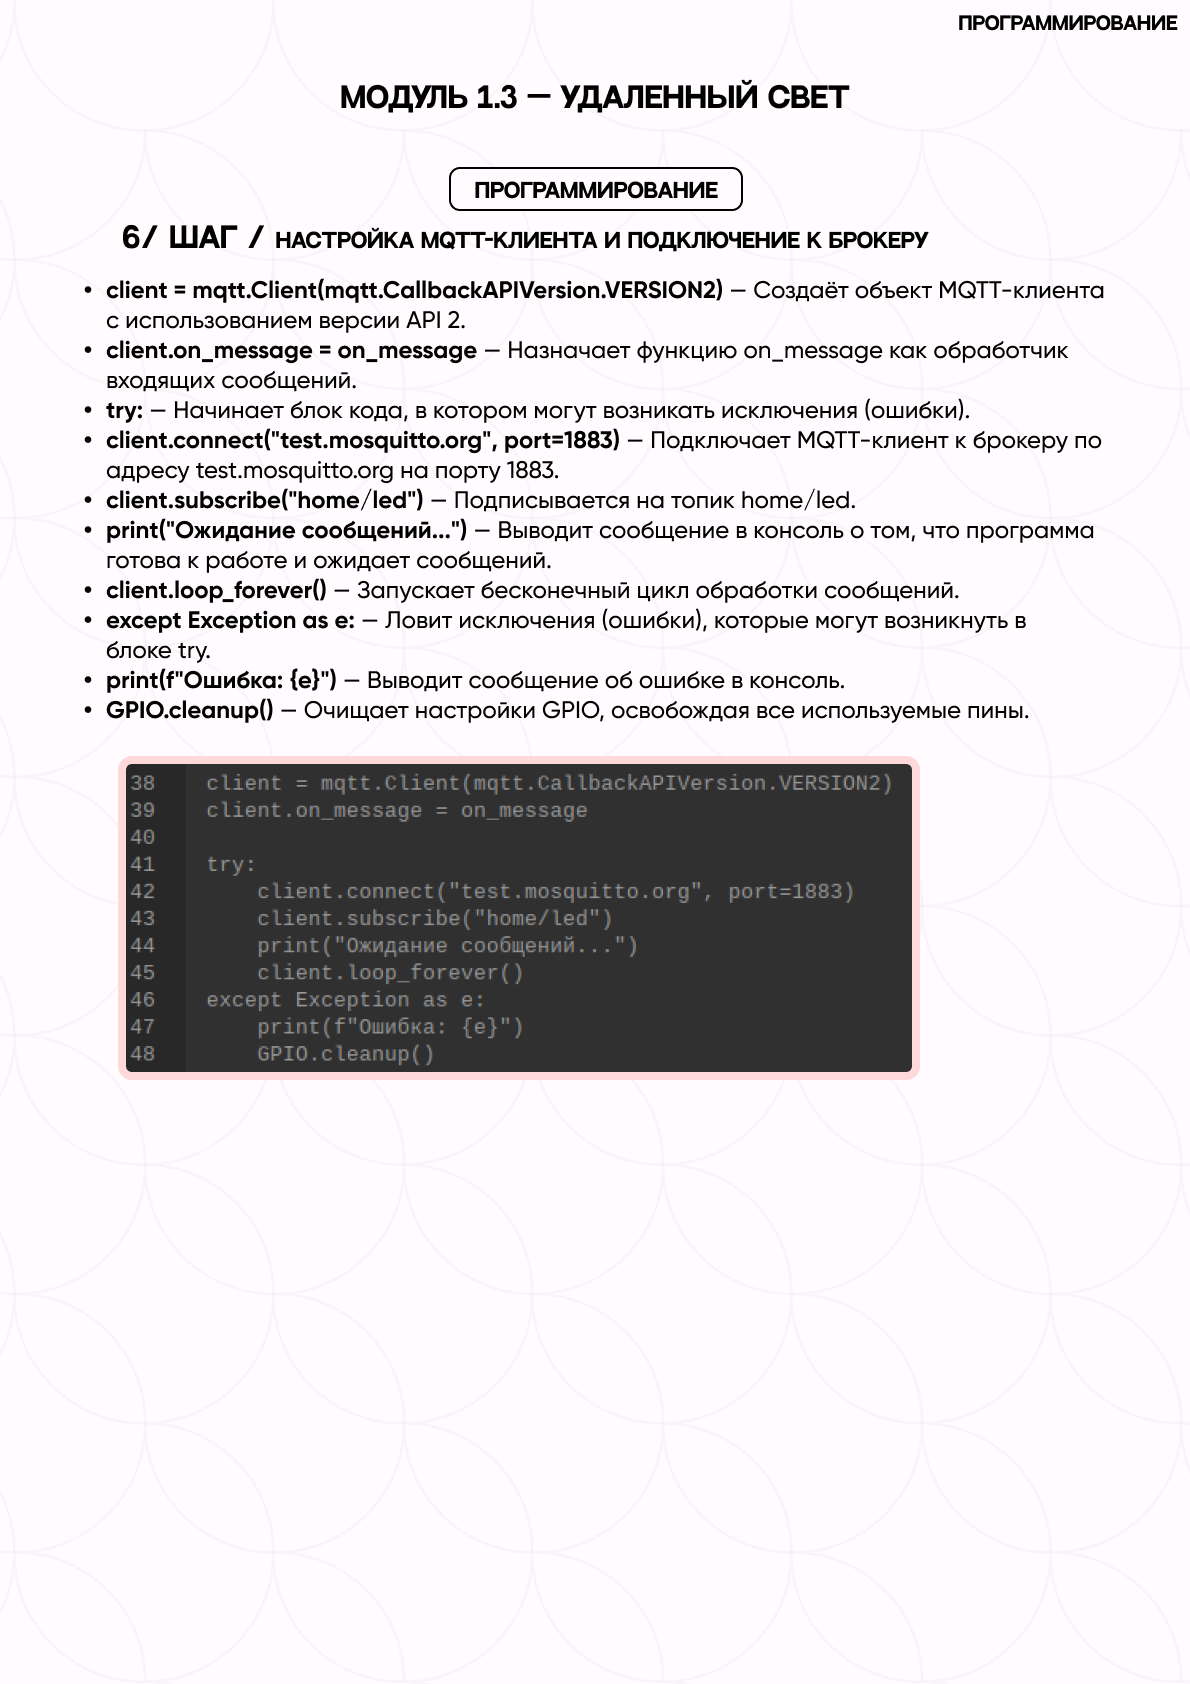 ПРОГРАММИРОВАНИЕ
МОДУЛЬ 1.3 — УДАЛЕННЫЙ СВЕТ
ПРОГРАММИРОВАНИЕ
6/ ШАГ / НАСТРОЙКА MQTT-КЛИЕНТА И ПОДКЛЮЧЕНИЕ К БРОКЕРУ
• client = mqtt.Client(mqtt.CallbackAPIVersion.VERSION2) — Создаёт объект MQTT-клиента
с использованием версии API 2.
• client.on_message = on_message — Назначает функцию on_message как обработчик
входящих сообщений.
• try: — Начинает блок кода, в котором могут возникать исключения (ошибки).
• client.connect("test.mosquitto.org", port=1883) — Подключает MQTT-клиент к брокеру по
адресу test.mosquitto.org на порту 1883.
• client.subscribe("home/led") — Подписывается на топик home/led.
• print("Ожидание сообщений...") — Выводит сообщение в консоль о том, что программа
готова к работе и ожидает сообщений.
• client.loop_forever() — Запускает бесконечный цикл обработки сообщений.
• except Exception as e: — Ловит исключения (ошибки), которые могут возникнуть в
блоке try.
• print(f"Ошибка: {e}") — Выводит сообщение об ошибке в консоль.
• GPIO.cleanup() — Очищает настройки GPIO, освобождая все используемые пины.
38 client = mqtt.Client(mqtt.CallbackAPIVersion.VERSION2)
39 client.on_message = on_message
40
41 try:
42 client.connect("test.mosquitto.org", port=1883)
43 client.subscribe("home/led")
44 print("Ожидание сообщений...")
45 client.loop_forever()
46 except Exception as e:
47 print(f"Ошибка: {e}")
48 GPIO.cleanup()